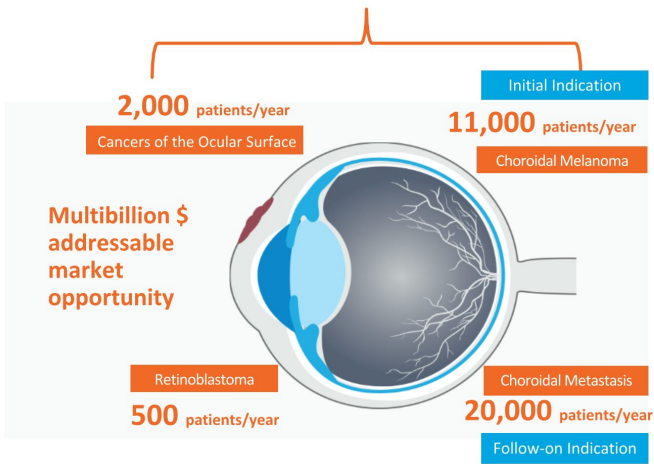 Initial Indication
2,000 patients/year
11,000 patients/year
Cancers of the Ocular Surface
Choroidal Melanoma
Multibillion $
addressable
market
opportunity
Retinoblastoma
Choroidal Metastasis
500 patients/year
20,000 patients/year
Follow-on Indication